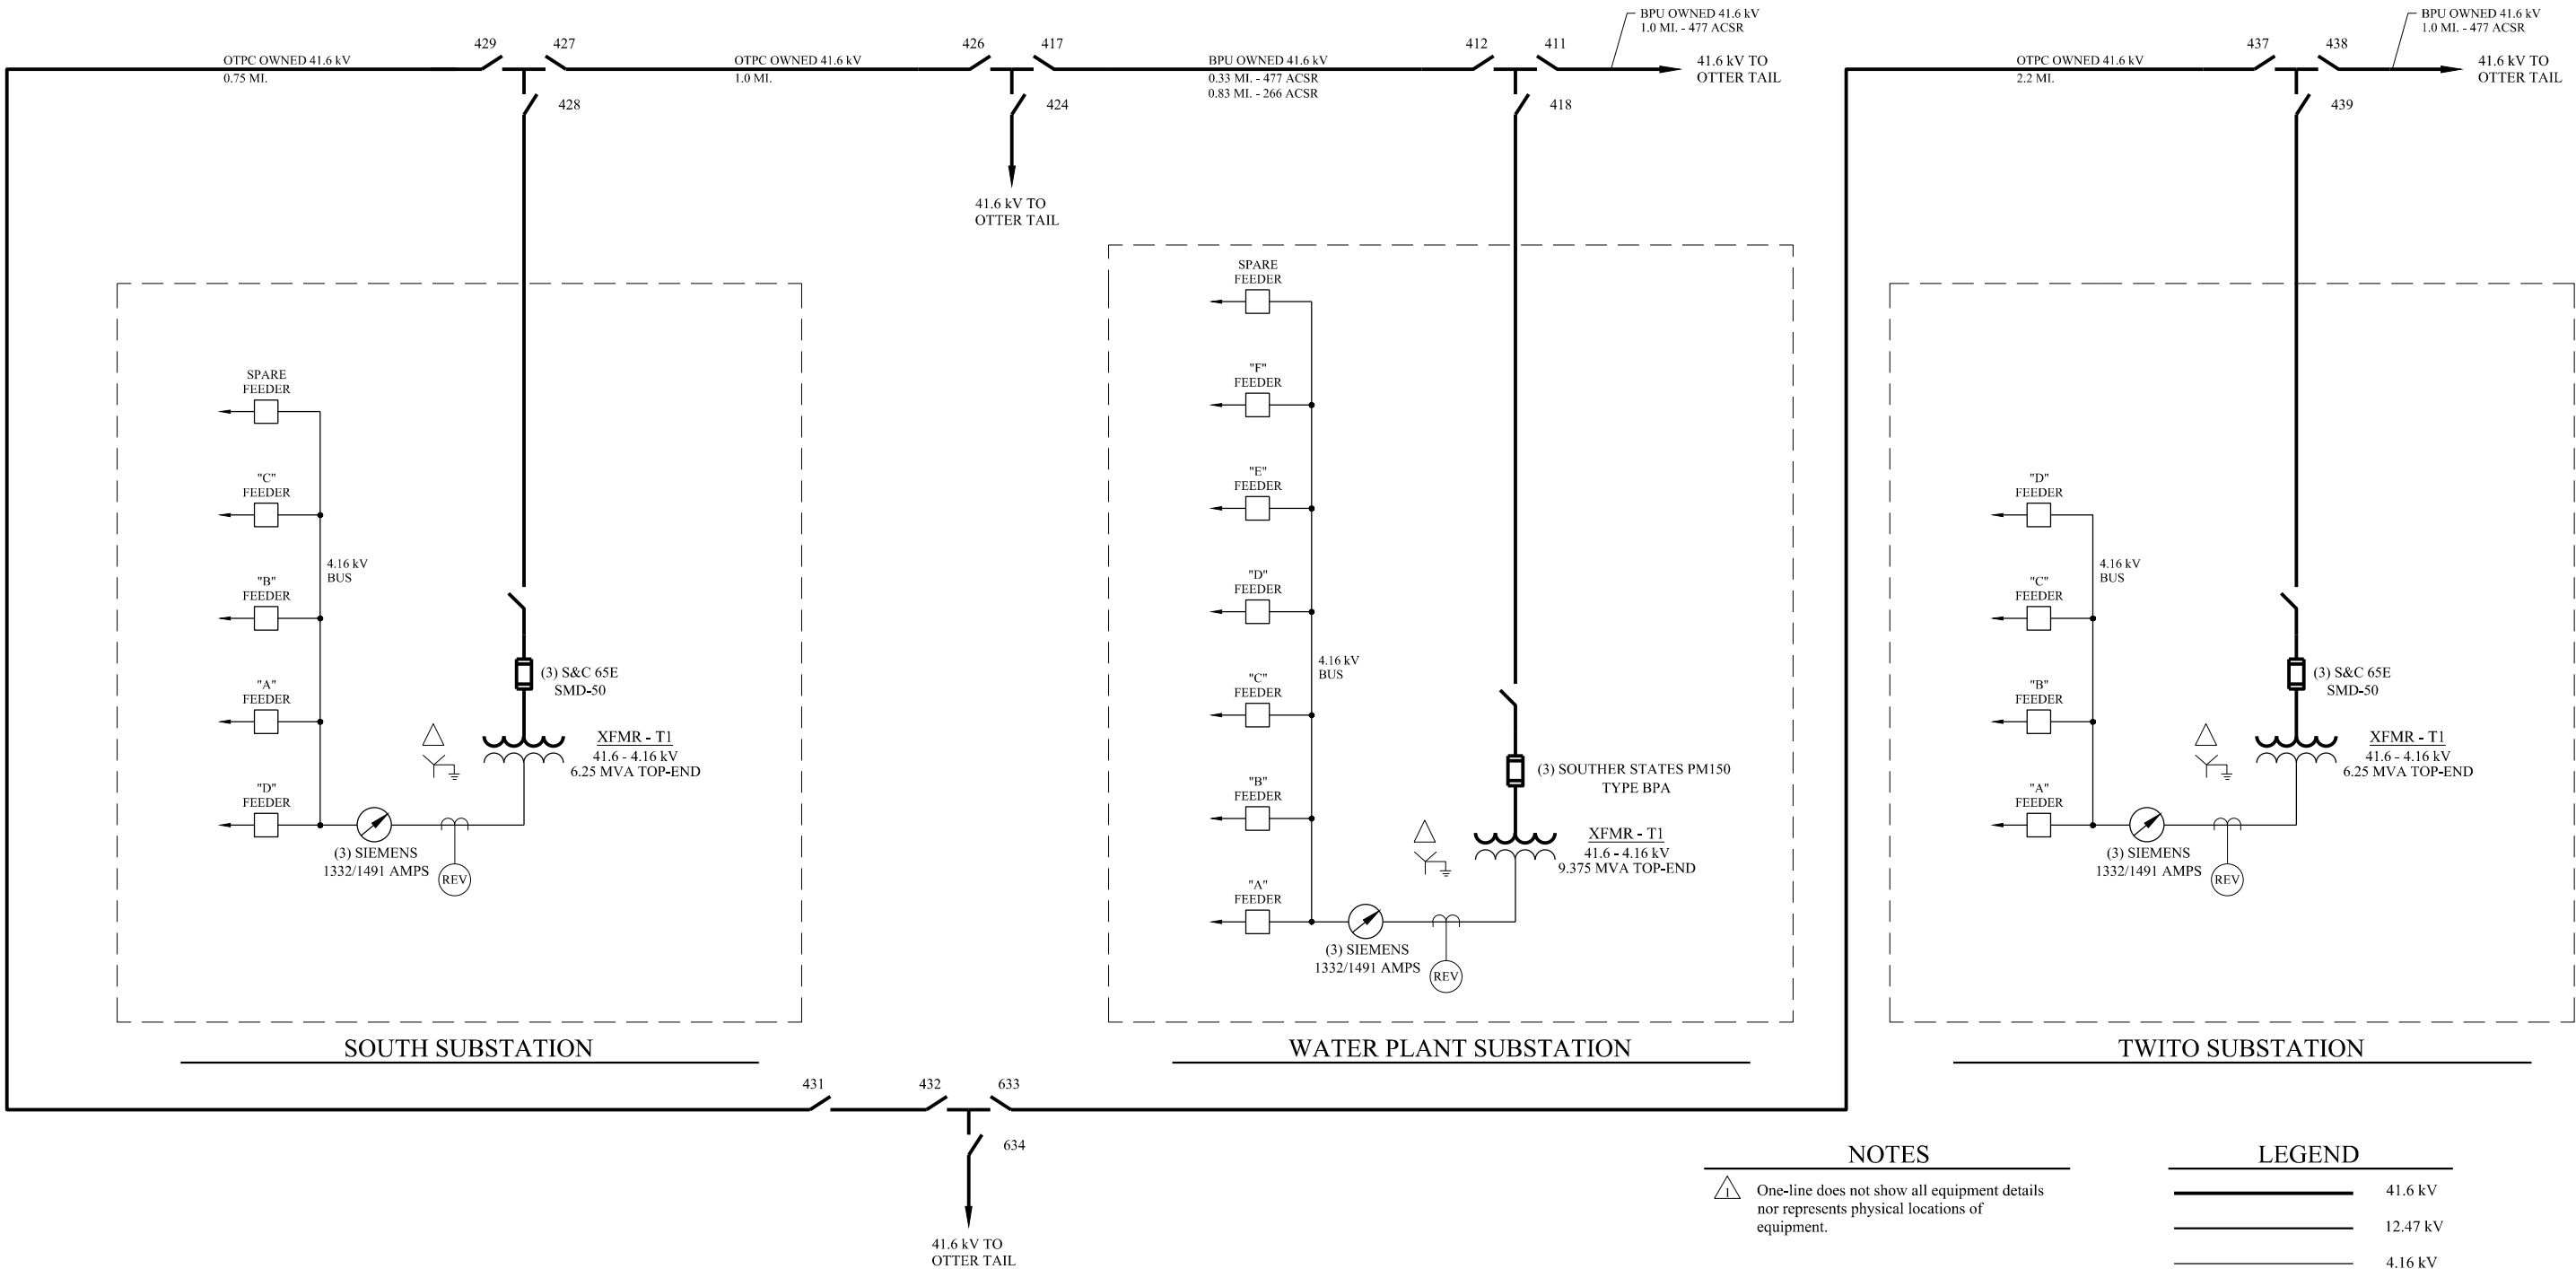 BPU OWNED 41.6 kV
1.0 MI. - 477 ACSR
BPU OWNED 41.6 kV
1.0 MI. - 477 ACSR
429
427
426
417
412
411
437
438
OTPC OWNED 41.6 kV
0.75 MI.
OTPC OWNED 41.6 kV
1.0 MI.
BPU OWNED 41.6 kV
0.33 MI. - 477 ACSR
0.83 MI. - 266 ACSR
41.6 kV TO
OTTER TAIL
OTPC OWNED 41.6 kV
2.2 MI.
41.6 kV TO
OTTER TAIL
428
424
418
439
41.6 kV TO
OTTER TAIL
SPARE
FEEDER
"C"
FEEDER
"B"
FEEDER
"A"
FEEDER
"D"
FEEDER
4.16 kV
BUS
(3) S&C 65E
SMD-50
XFMR - T1
41.6 - 4.16 kV
6.25 MVA TOP-END
(3) SIEMENS
1332/1491 AMPS
REV
SOUTH SUBSTATION
SPARE
FEEDER
"F"
FEEDER
"E"
FEEDER
"D"
FEEDER
"C"
FEEDER
"B"
FEEDER
"A"
FEEDER
4.16 kV
BUS
(3) SOUTHER STATES PM150
TYPE BPA
XFMR - T1
41.6 - 4.16 kV
9.375 MVA TOP-END
(3) SIEMENS
1332/1491 AMPS
REV
WATER PLANT SUBSTATION
"D"
FEEDER
"C"
FEEDER
"B"
FEEDER
"A"
FEEDER
4.16 kV
BUS
(3) S&C 65E
SMD-50
XFMR - T1
41.6 - 4.16 kV
6.25 MVA TOP-END
(3) SIEMENS
1332/1491 AMPS
REV
TWITO SUBSTATION
431
432
633
634
41.6 kV TO
OTTER TAIL
NOTES
1
One-line does not show all equipment details
nor represents physical locations of
equipment.
LEGEND
41.6 kV
12.47 kV
4.16 kV